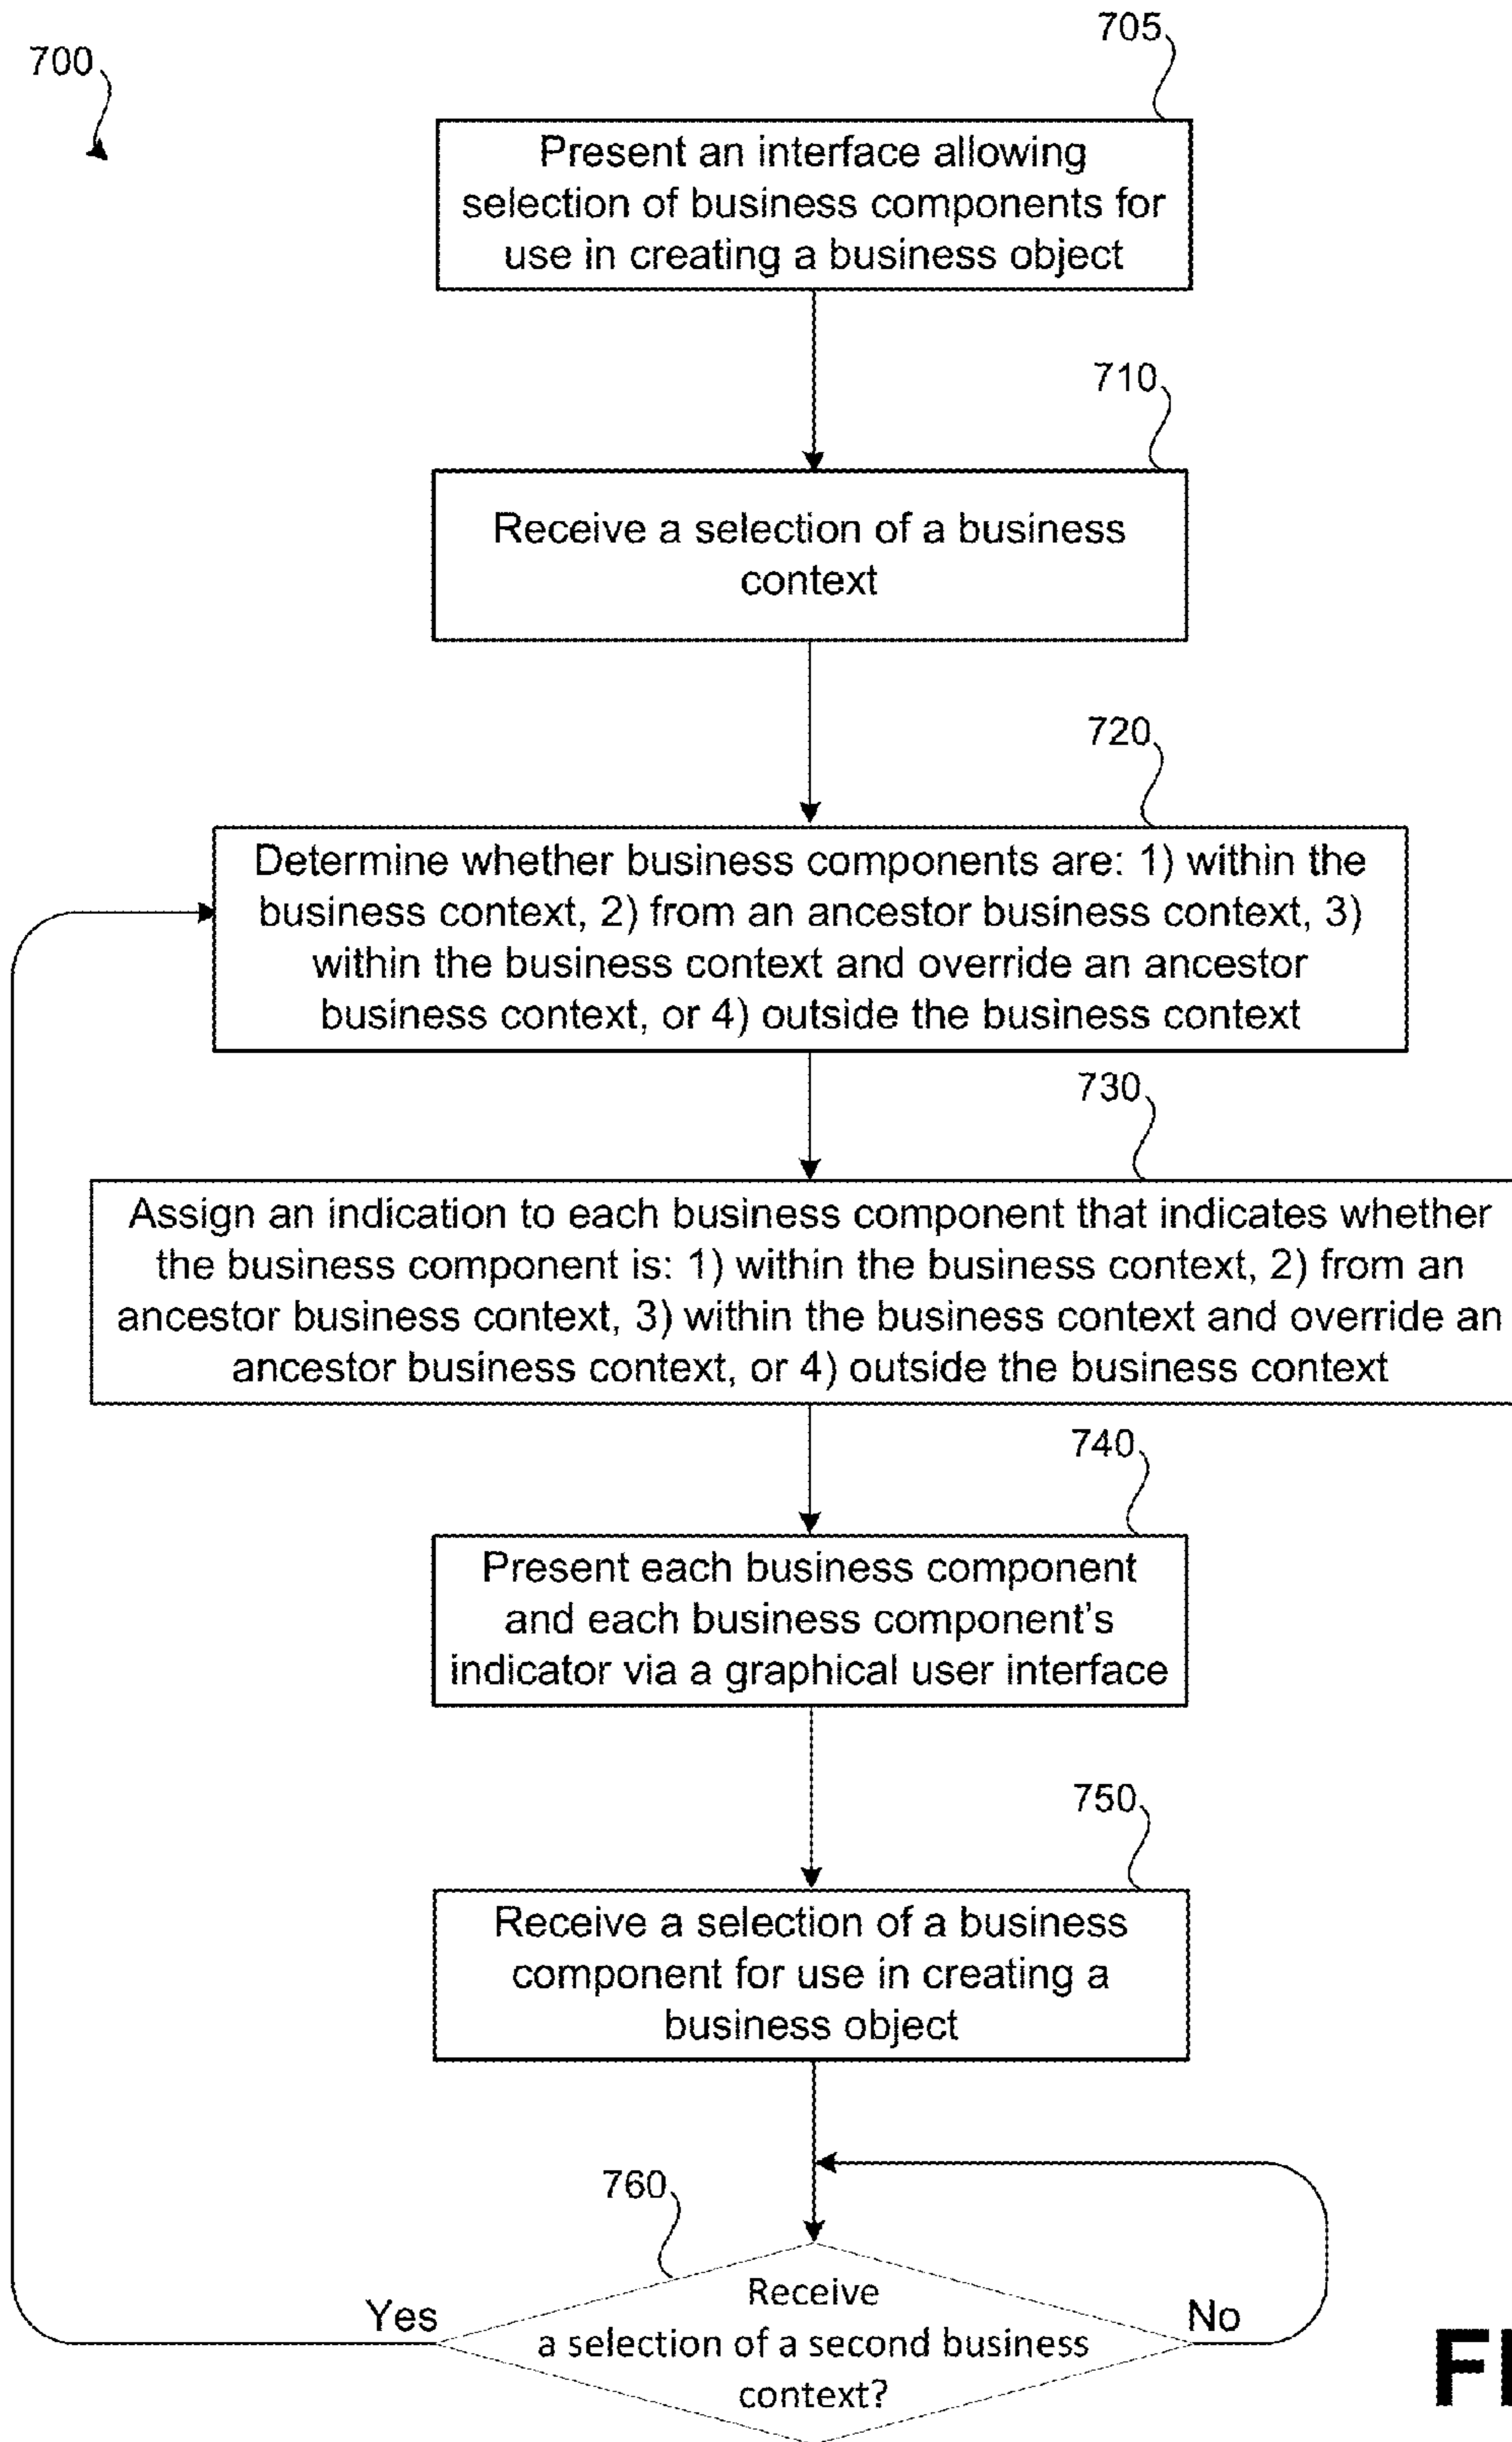 700
705
Present an interface allowing
selection of business components for
use in creating a business object
710
Receive a selection of a business
context
720
Determine whether business components are: 1) within the
business context, 2) from an ancestor business context, 3)
within the business context and override an ancestor
business context, or 4) outside the business context
730
Assign an indication to each business component that indicates whether
the business component is: 1) within the business context, 2) from an
ancestor business context, 3) within the business context and override an
ancestor business context, or 4) outside the business context
740
Present each business component
and each business component's
indicator via a graphical user interface
750
Receive a selection of a business
component for use in creating a
business object
760
Receive
a selection of a second business
context?
Yes
No